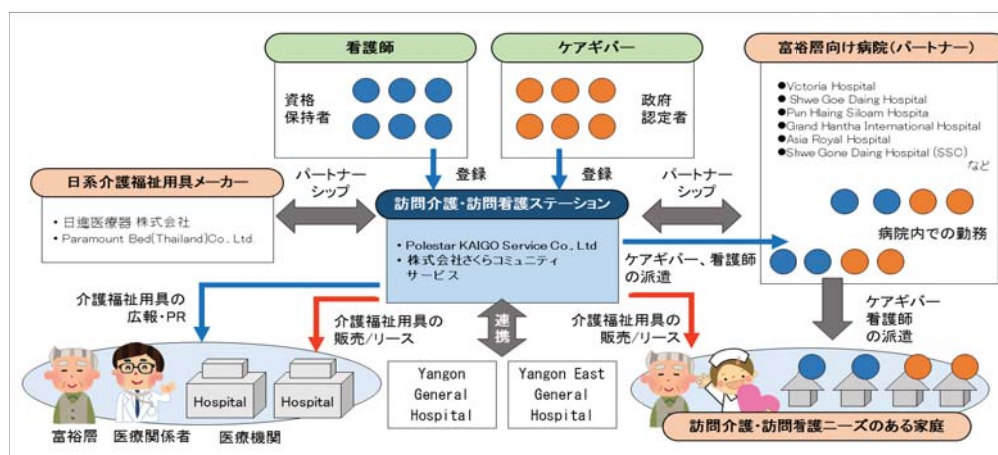 看護師
資格
保持者
登録
ケアギバー
政府
認定者
登録
富裕層向け病院(パートナー)
●Victoria Hospital
● Shwe Goe Daing Hospital
●Pun Hlaing Siloam Hospita
●Grand Hantha International Hospital
●Asia Royal Hospital
●Shwe Gone Daing Hospital (SSC)
など
病院内での勤務
日系介護福祉用具メーカー
・日進医療器 株式会社
・Paramount Bed(Thailand)Co., Ltd.
パートナー
シップ
訪問介護・訪問看護ステーション
・Polestar KAIGO Service Co., Ltd
・株式会社さくらコミュニティ
サービス
パートナー
シップ
ケアギバー、看護師
の派遣
介護福祉用具の
広報・PR
介護福祉用具の
販売/リース
連携
介護福祉用具の
販売/リース
ケアギバー
看護師
の派遣
Hospital
Hospital
富裕層
医療関係者
医療機関
Yangon
General
Hospital
Yangon East
General
Hospital
訪問介護・訪問看護ニーズのある家庭